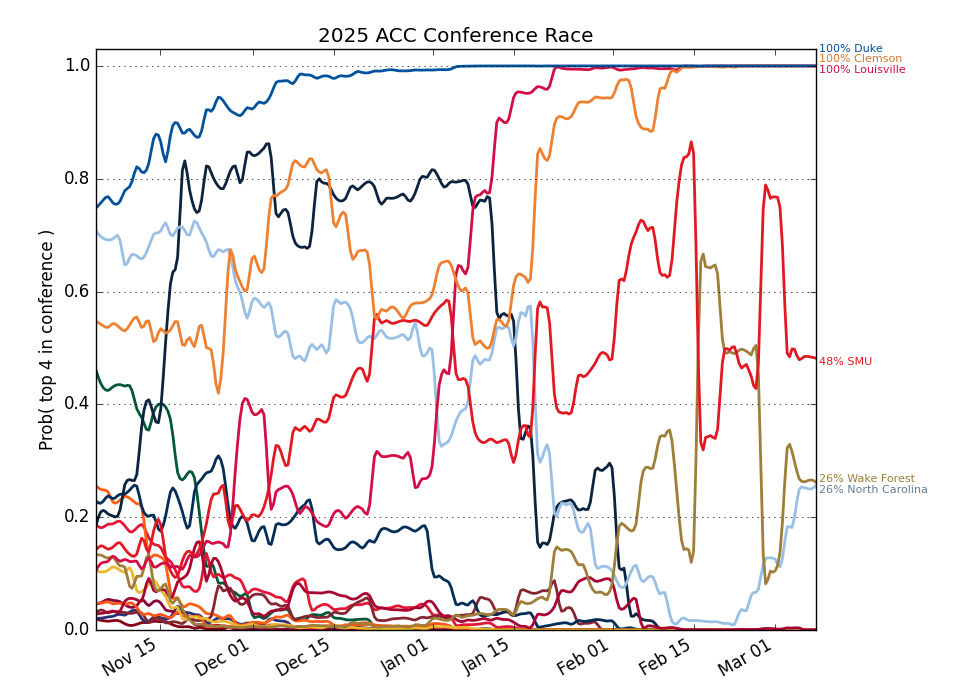 2025 ACC Conference Race
Prob( top 4 in conference )
1.0
0.8
0.6
0.4
0.2
0.0
Nov 15
Dec 01
Dec 15
Jan 01
Jan 15
Feb 01
Feb 15
Mar 01
100% Duke
100% Clemson
100% Louisville
48% SMU
26% Wake Forest
26% North Carolina